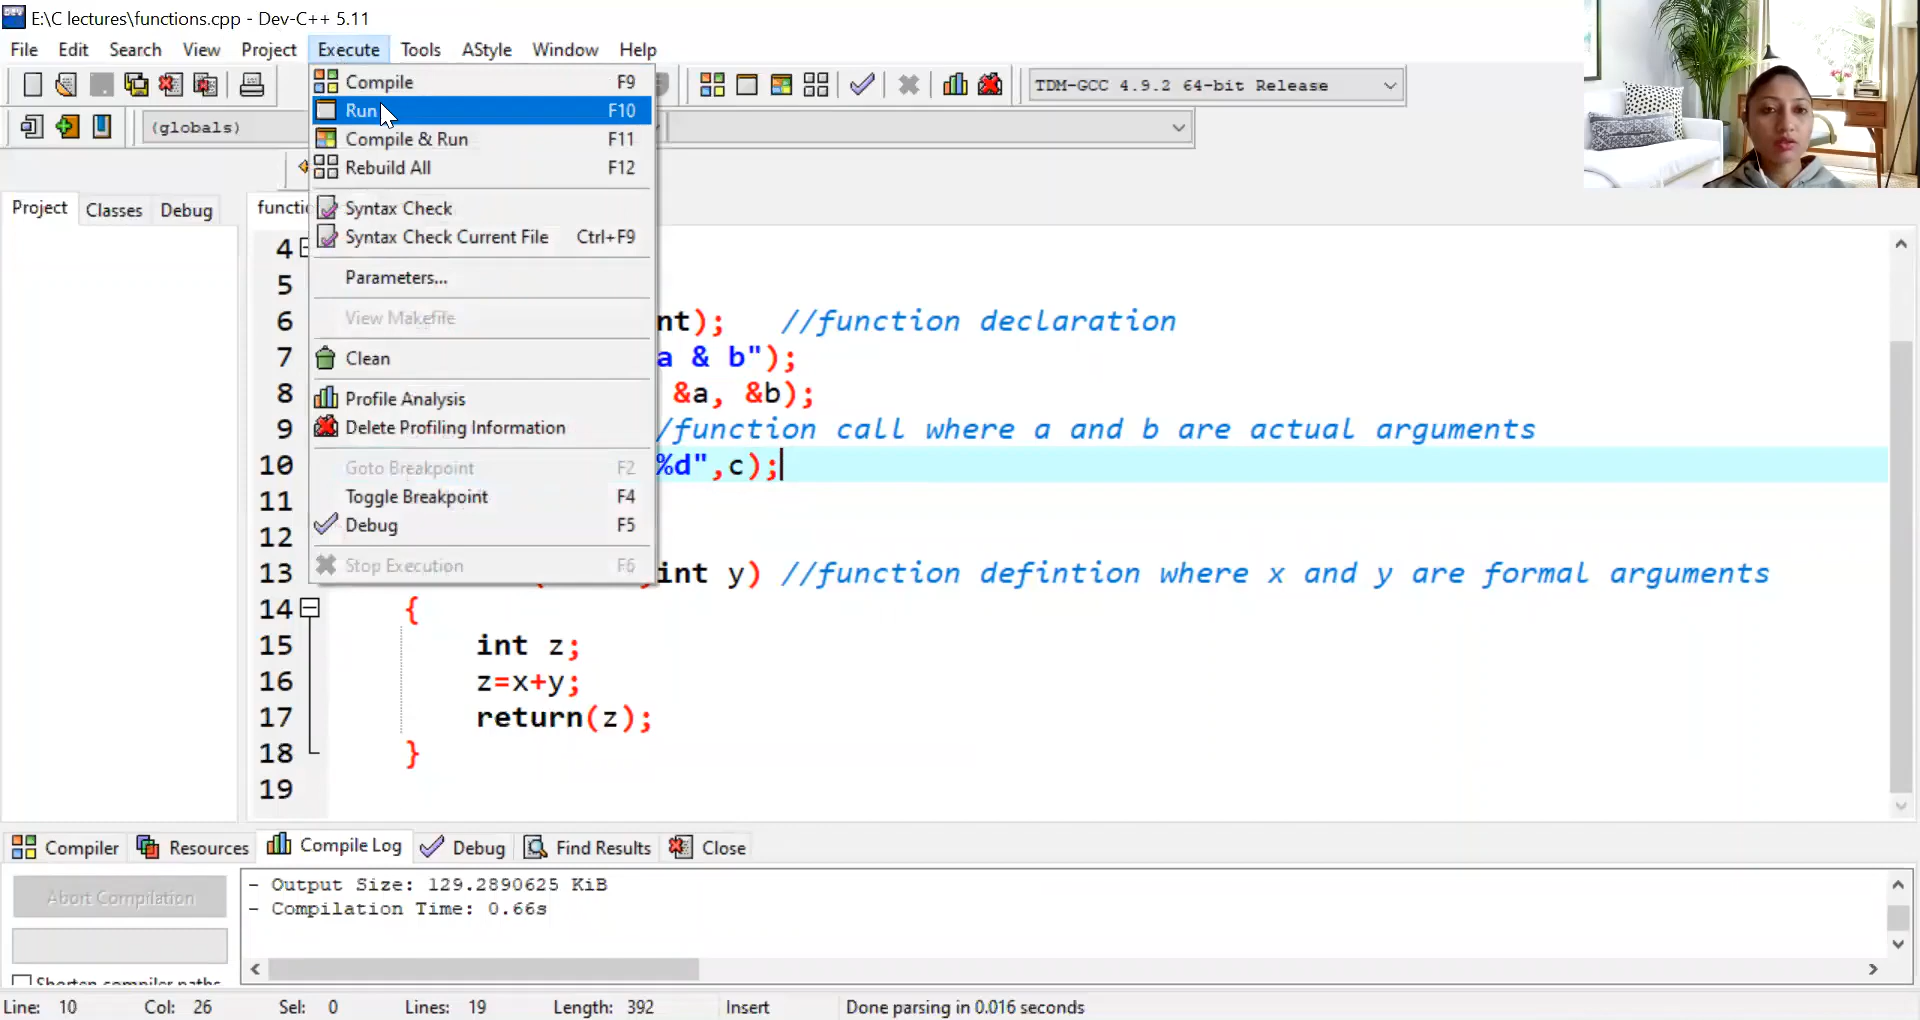 E:\C lectures\functions.cpp - Dev-C++ 5.11
File Edit Search View Project Execute Tools AStyle Window Help
TDM-GCC 4.9.2 64-bit Release
(globals)
Compile F9
Run F10
Compile & Run F11
Rebuild All F12
Syntax Check
Syntax Check Current File Ctrl+F9
Parameters...
View Makefile
Clean
Profile Analysis
Delete Profiling Information
Goto Breakpoint F2
Toggle Breakpoint F4
Debug F5
Stop Execution F6
Project Classes Debug
functi
4
5
6 nt); //function declaration
7 a & b");
8 &a, &b);
9 /function call where a and b are actual arguments
10 %d",c);
11
12
13 int y) //function defintion where x and y are formal arguments
14 {
15 int z;
16 z=x+y;
17 return(z);
18 }
19
Compiler Resources Compile Log Debug Find Results Close
Abort Compilation
- Output Size: 129.2890625 KiB
- Compilation Time: 0.66s
Shorten compiler paths
Line: 10 Col: 26 Sel: 0 Lines: 19 Length: 392 Insert Done parsing in 0.016 seconds